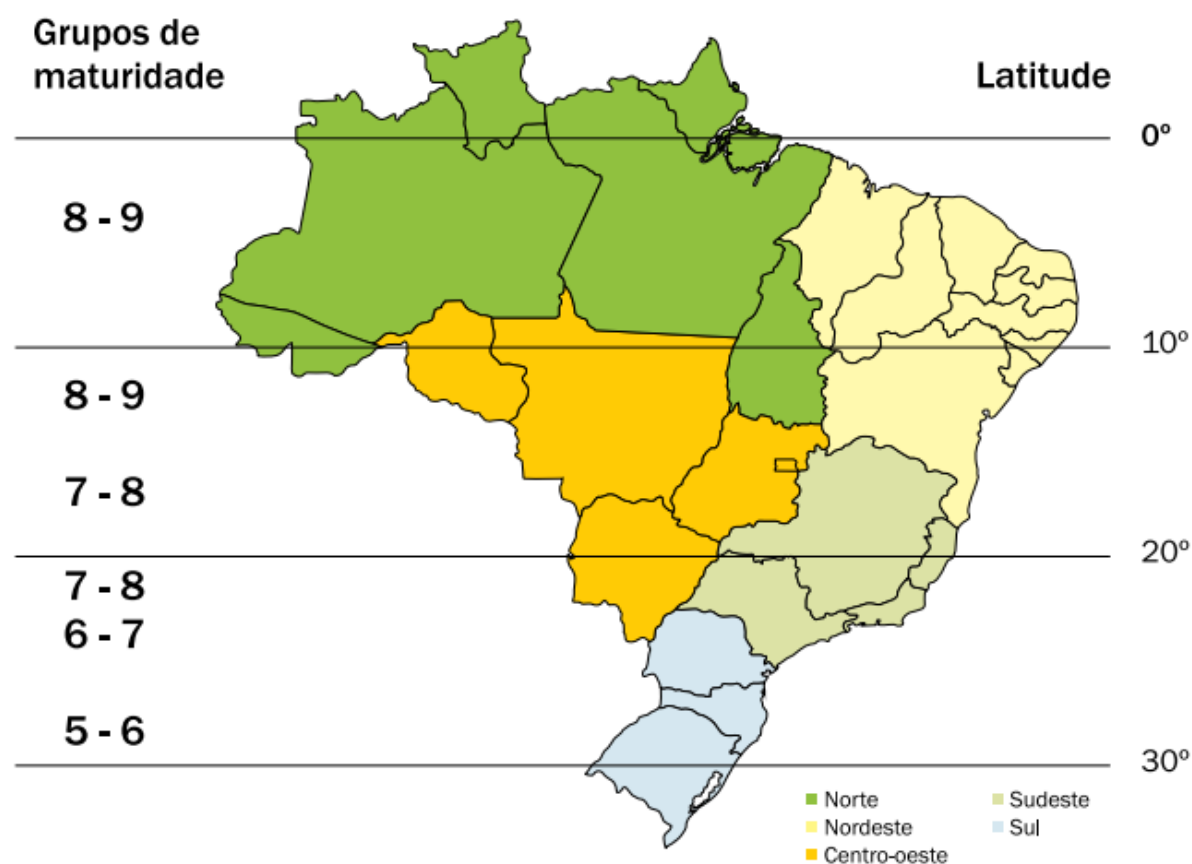 Grupos de
maturidade
Latitude
0º
8 - 9
10º
8 - 9
7 - 8
20º
7 - 8
6 - 7
5 - 6
30º
Norte
Nordeste
Centro-oeste
Sudeste
Sul